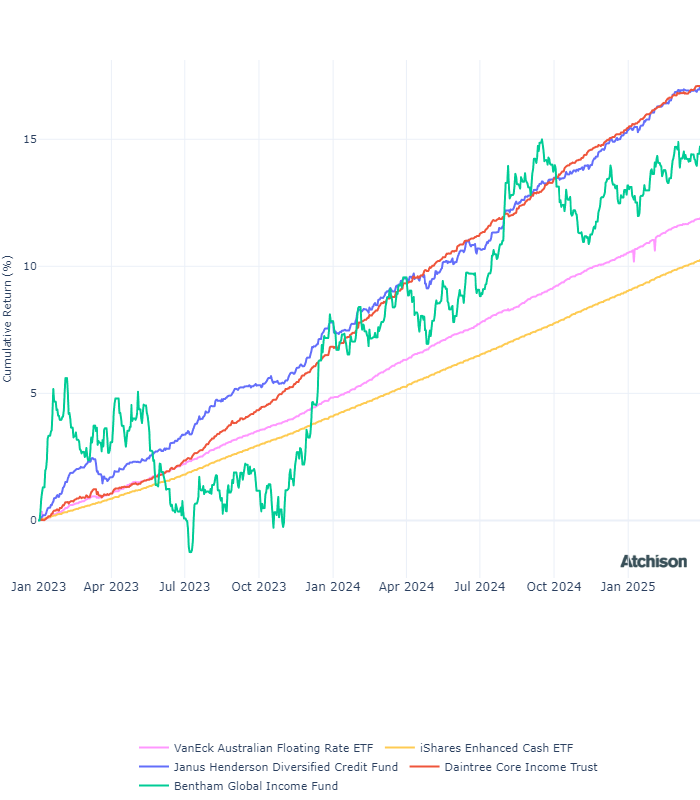 15
10
5
0
Cumulative Return (%)
Atchison
Jan 2023 Apr 2023 Jul 2023 Oct 2023 Jan 2024 Apr 2024 Jul 2024 Oct 2024 Jan 2025
VanEck Australian Floating Rate ETF iShares Enhanced Cash ETF
Janus Henderson Diversified Credit Fund Daintree Core Income Trust
Bentham Global Income Fund